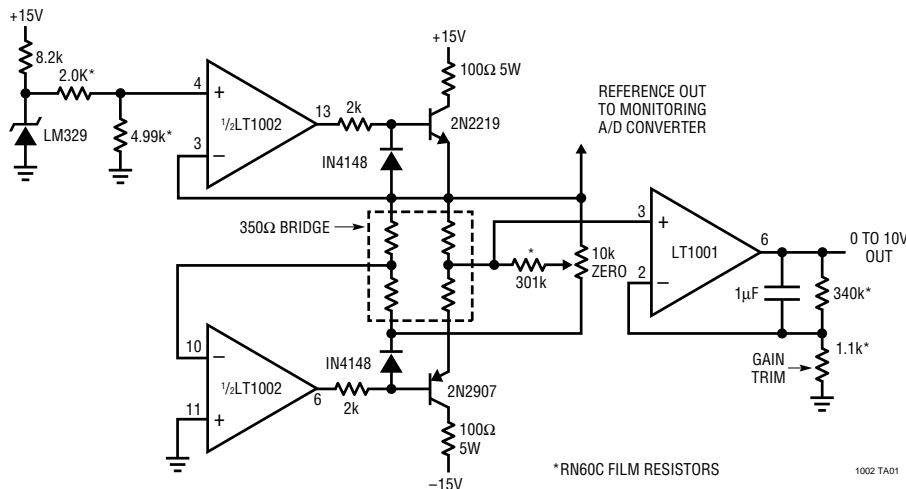 +15V
8.2k
2.0K*
4
+
1/2LT1002
13
2k
3
–
LM329
4.99k*
IN4148
+15V
100Ω 5W
2N2219
REFERENCE OUT
TO MONITORING
A/D CONVERTER
350Ω BRIDGE
*
301k
10k
ZERO
3
+
LT1001
6
2
–
0 TO 10V
OUT
1µF
340k*
1.1k*
GAIN
TRIM
10
–
1/2LT1002
6
11
+
2k
IN4148
2N2907
100Ω
5W
–15V
*RN60C FILM RESISTORS
1002 TA01